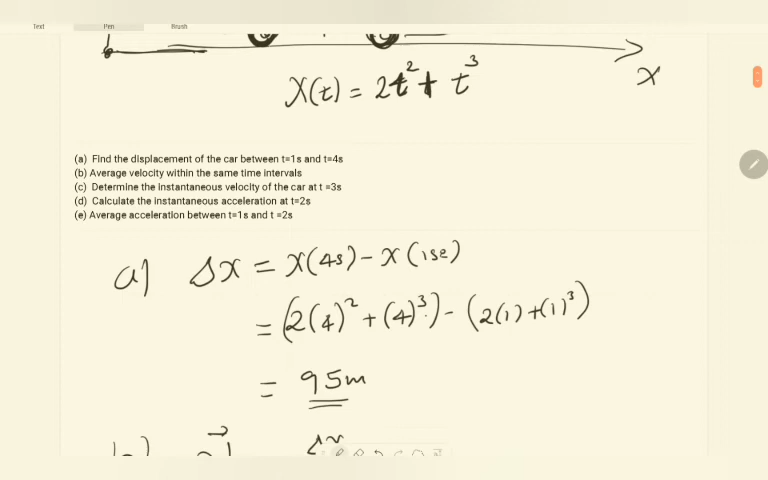 Text Pen Brush
X(t) = 2t² + t³
x
(a) Find the displacement of the car between t=1s and t=4s
(b) Average velocity within the same time intervals
(c) Determine the instantaneous velocity of the car at t =3s
(d) Calculate the instantaneous acceleration at t=2s
(e) Average acceleration between t=1s and t =2s
a) Δx = x(4s) - x(1se)
= (2(4)² + (4)³) - (2(1) + (1)³)
= 95m